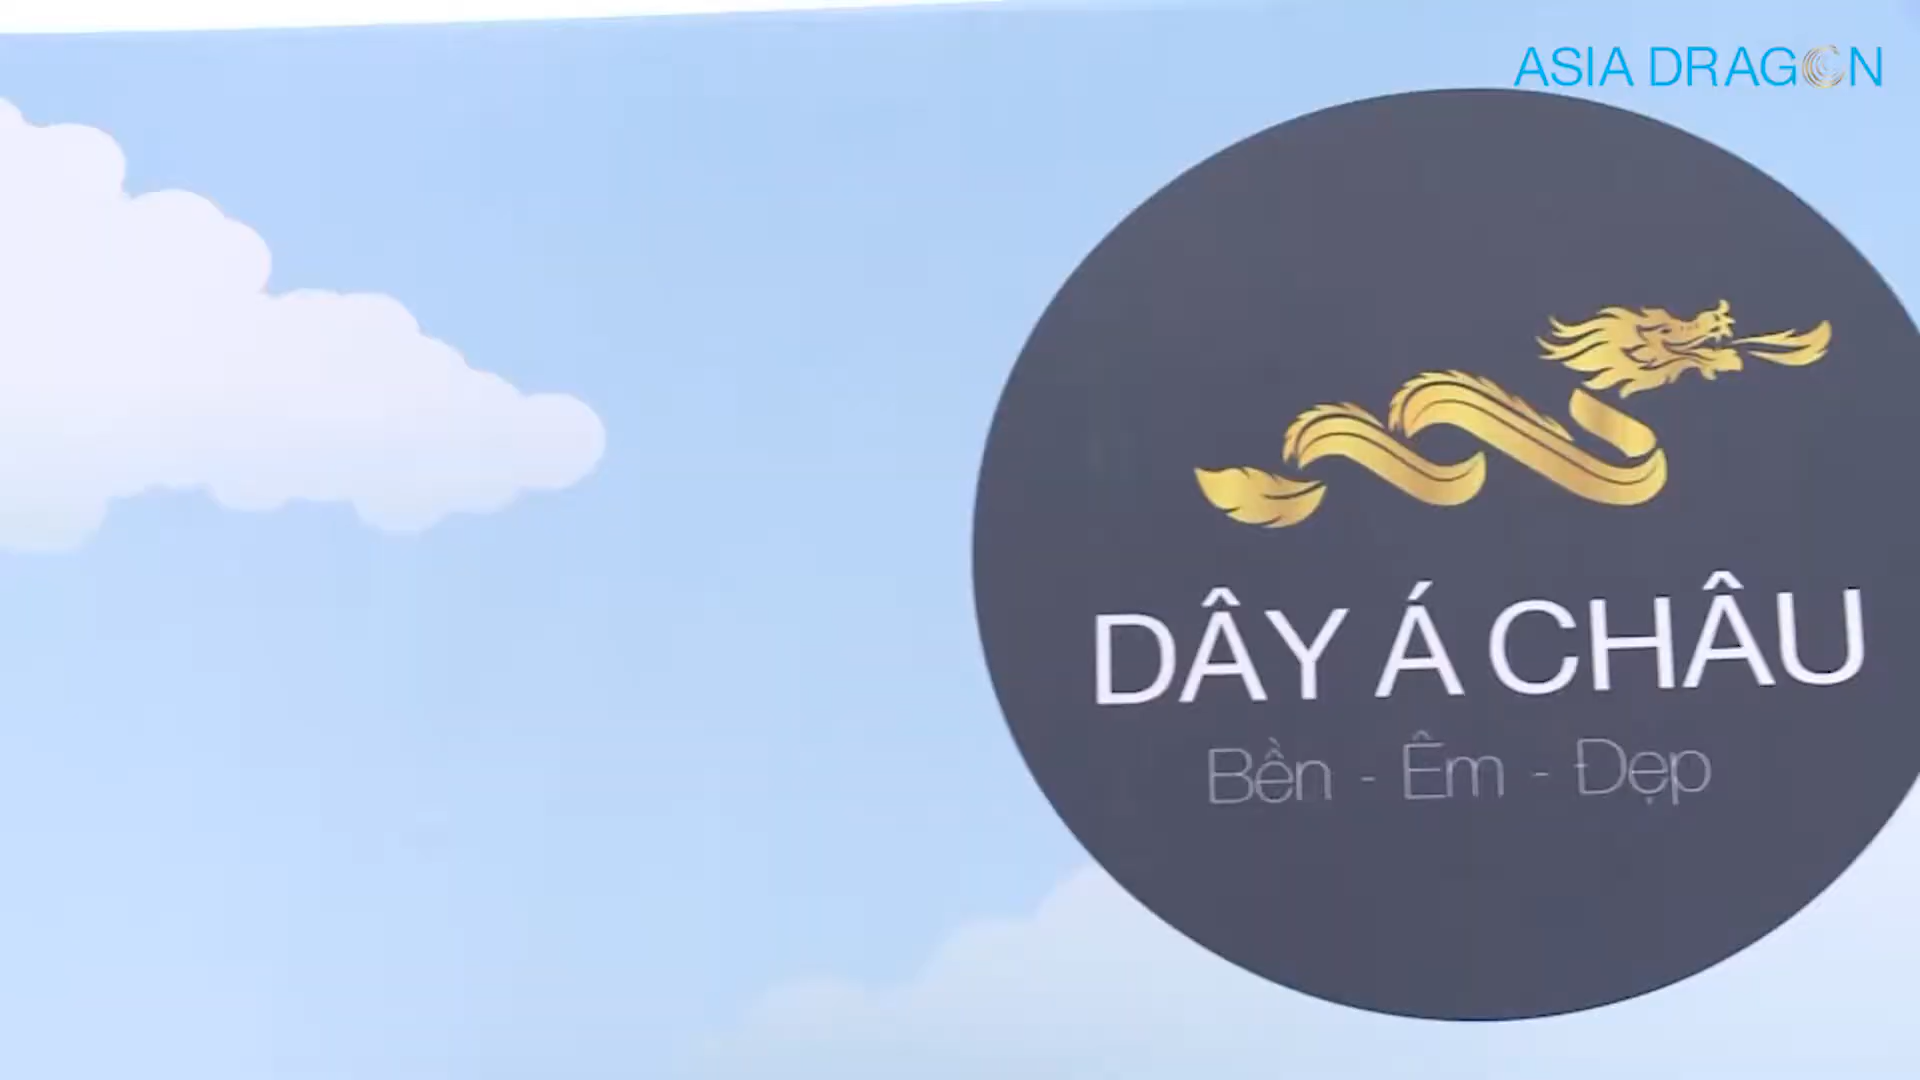 ASIA DRAGON
DÂY Á CHÂU
Bền - Êm - Đẹp